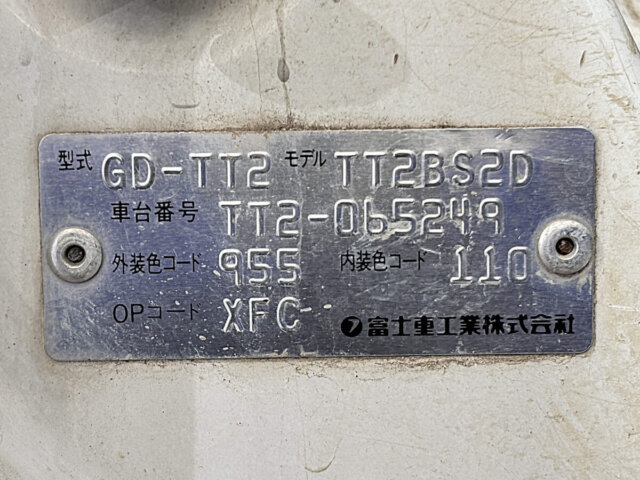 型式 GD-TT2 モデル TT2BS2D
車台番号 TT2-065249
外装色コード 955 内装色コード 110
OPコード XFC 富士重工業株式会社